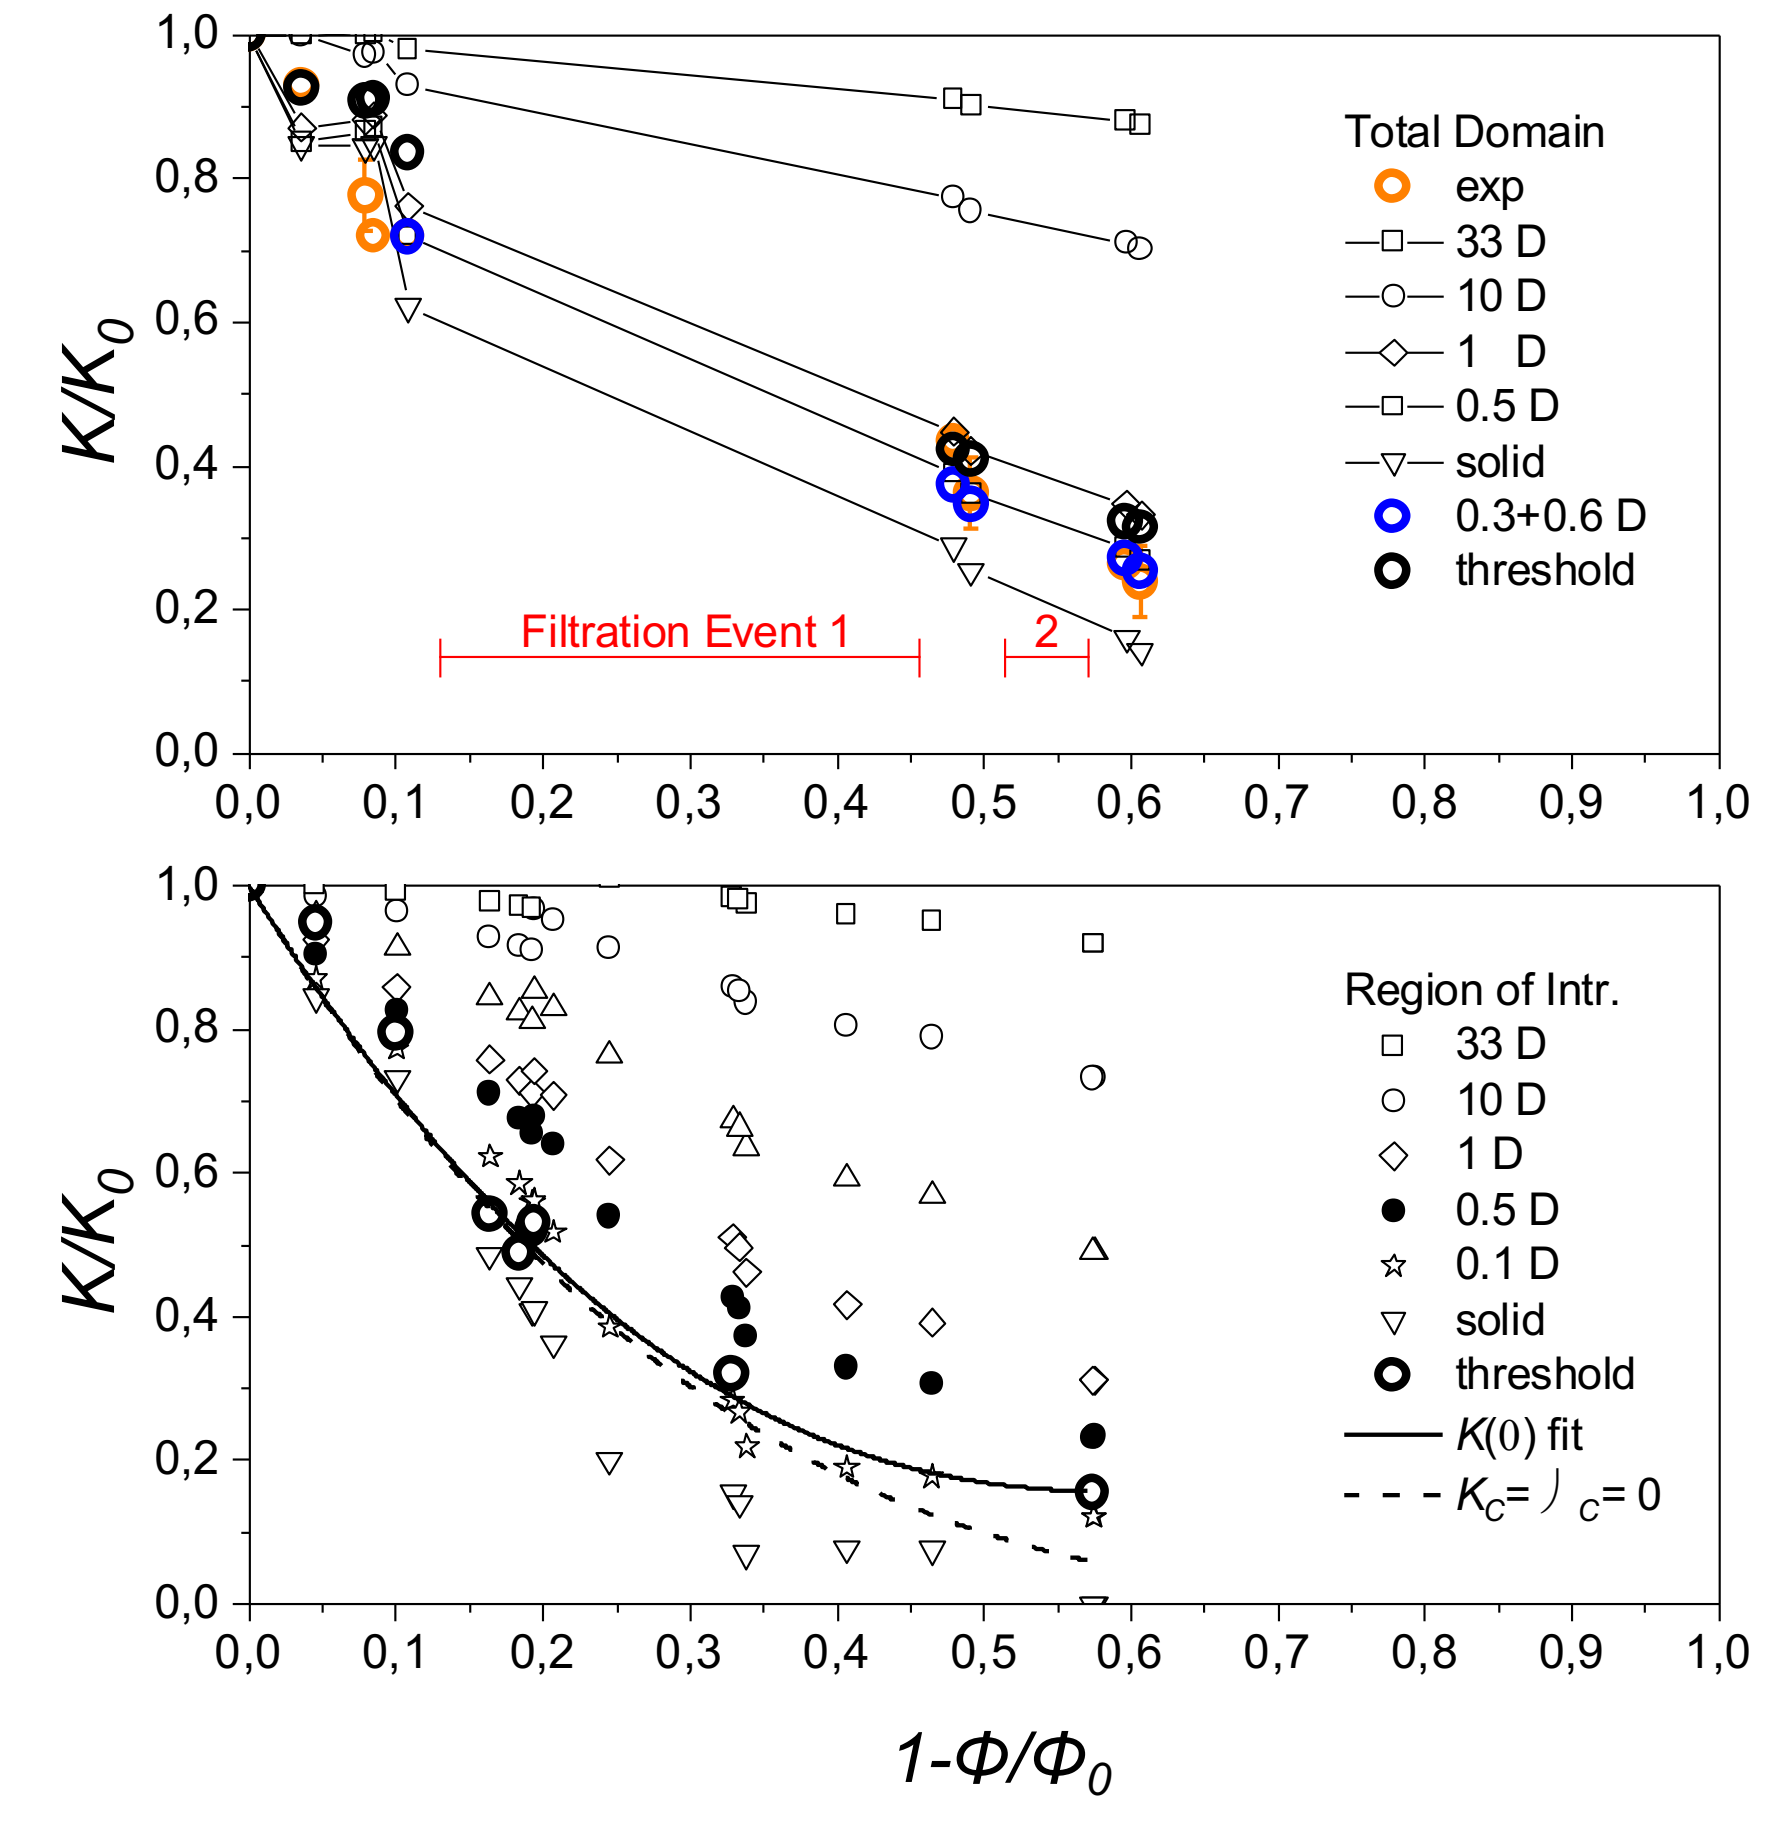 1,0
0,8
0,6
0,4
0,2
0,0
K/K0
Total Domain
exp
33 D
10 D
1 D
0.5 D
solid
0.3+0.6 D
threshold
Filtration Event 1
2
0,0 0,1 0,2 0,3 0,4 0,5 0,6 0,7 0,8 0,9 1,0
1,0
0,8
0,6
0,4
0,2
0,0
K/K0
Region of Intr.
33 D
10 D
1 D
0.5 D
0.1 D
solid
threshold
K(0) fit
KC=⌡C= 0
0,0 0,1 0,2 0,3 0,4 0,5 0,6 0,7 0,8 0,9 1,0
1-Φ/Φ0